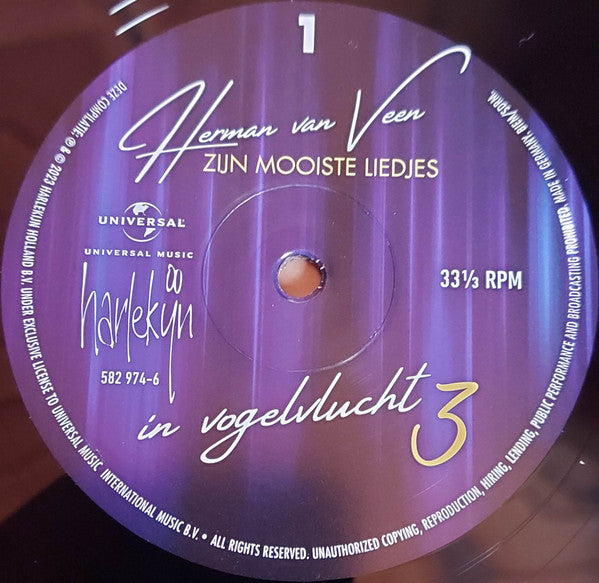 1
Herman van Veen
ZIJN MOOISTE LIEDJES
UNIVERSAL
UNIVERSAL MUSIC
harlekijn
582 974-6
33⅓ RPM
in vogelvlucht 3
DEZE COMPILATIE: ℗ & © 2023 HARLEKIJN HOLLAND B.V. UNDER EXCLUSIVE LICENSE TO UNIVERSAL MUSIC INTERNATIONAL MUSIC B.V. • ALL RIGHTS RESERVED. UNAUTHORIZED COPYING, REPRODUCTION, HIRING, LENDING, PUBLIC PERFORMANCE AND BROADCASTING PROHIBITED. MADE IN GERMANY. BIEM/SDRM.